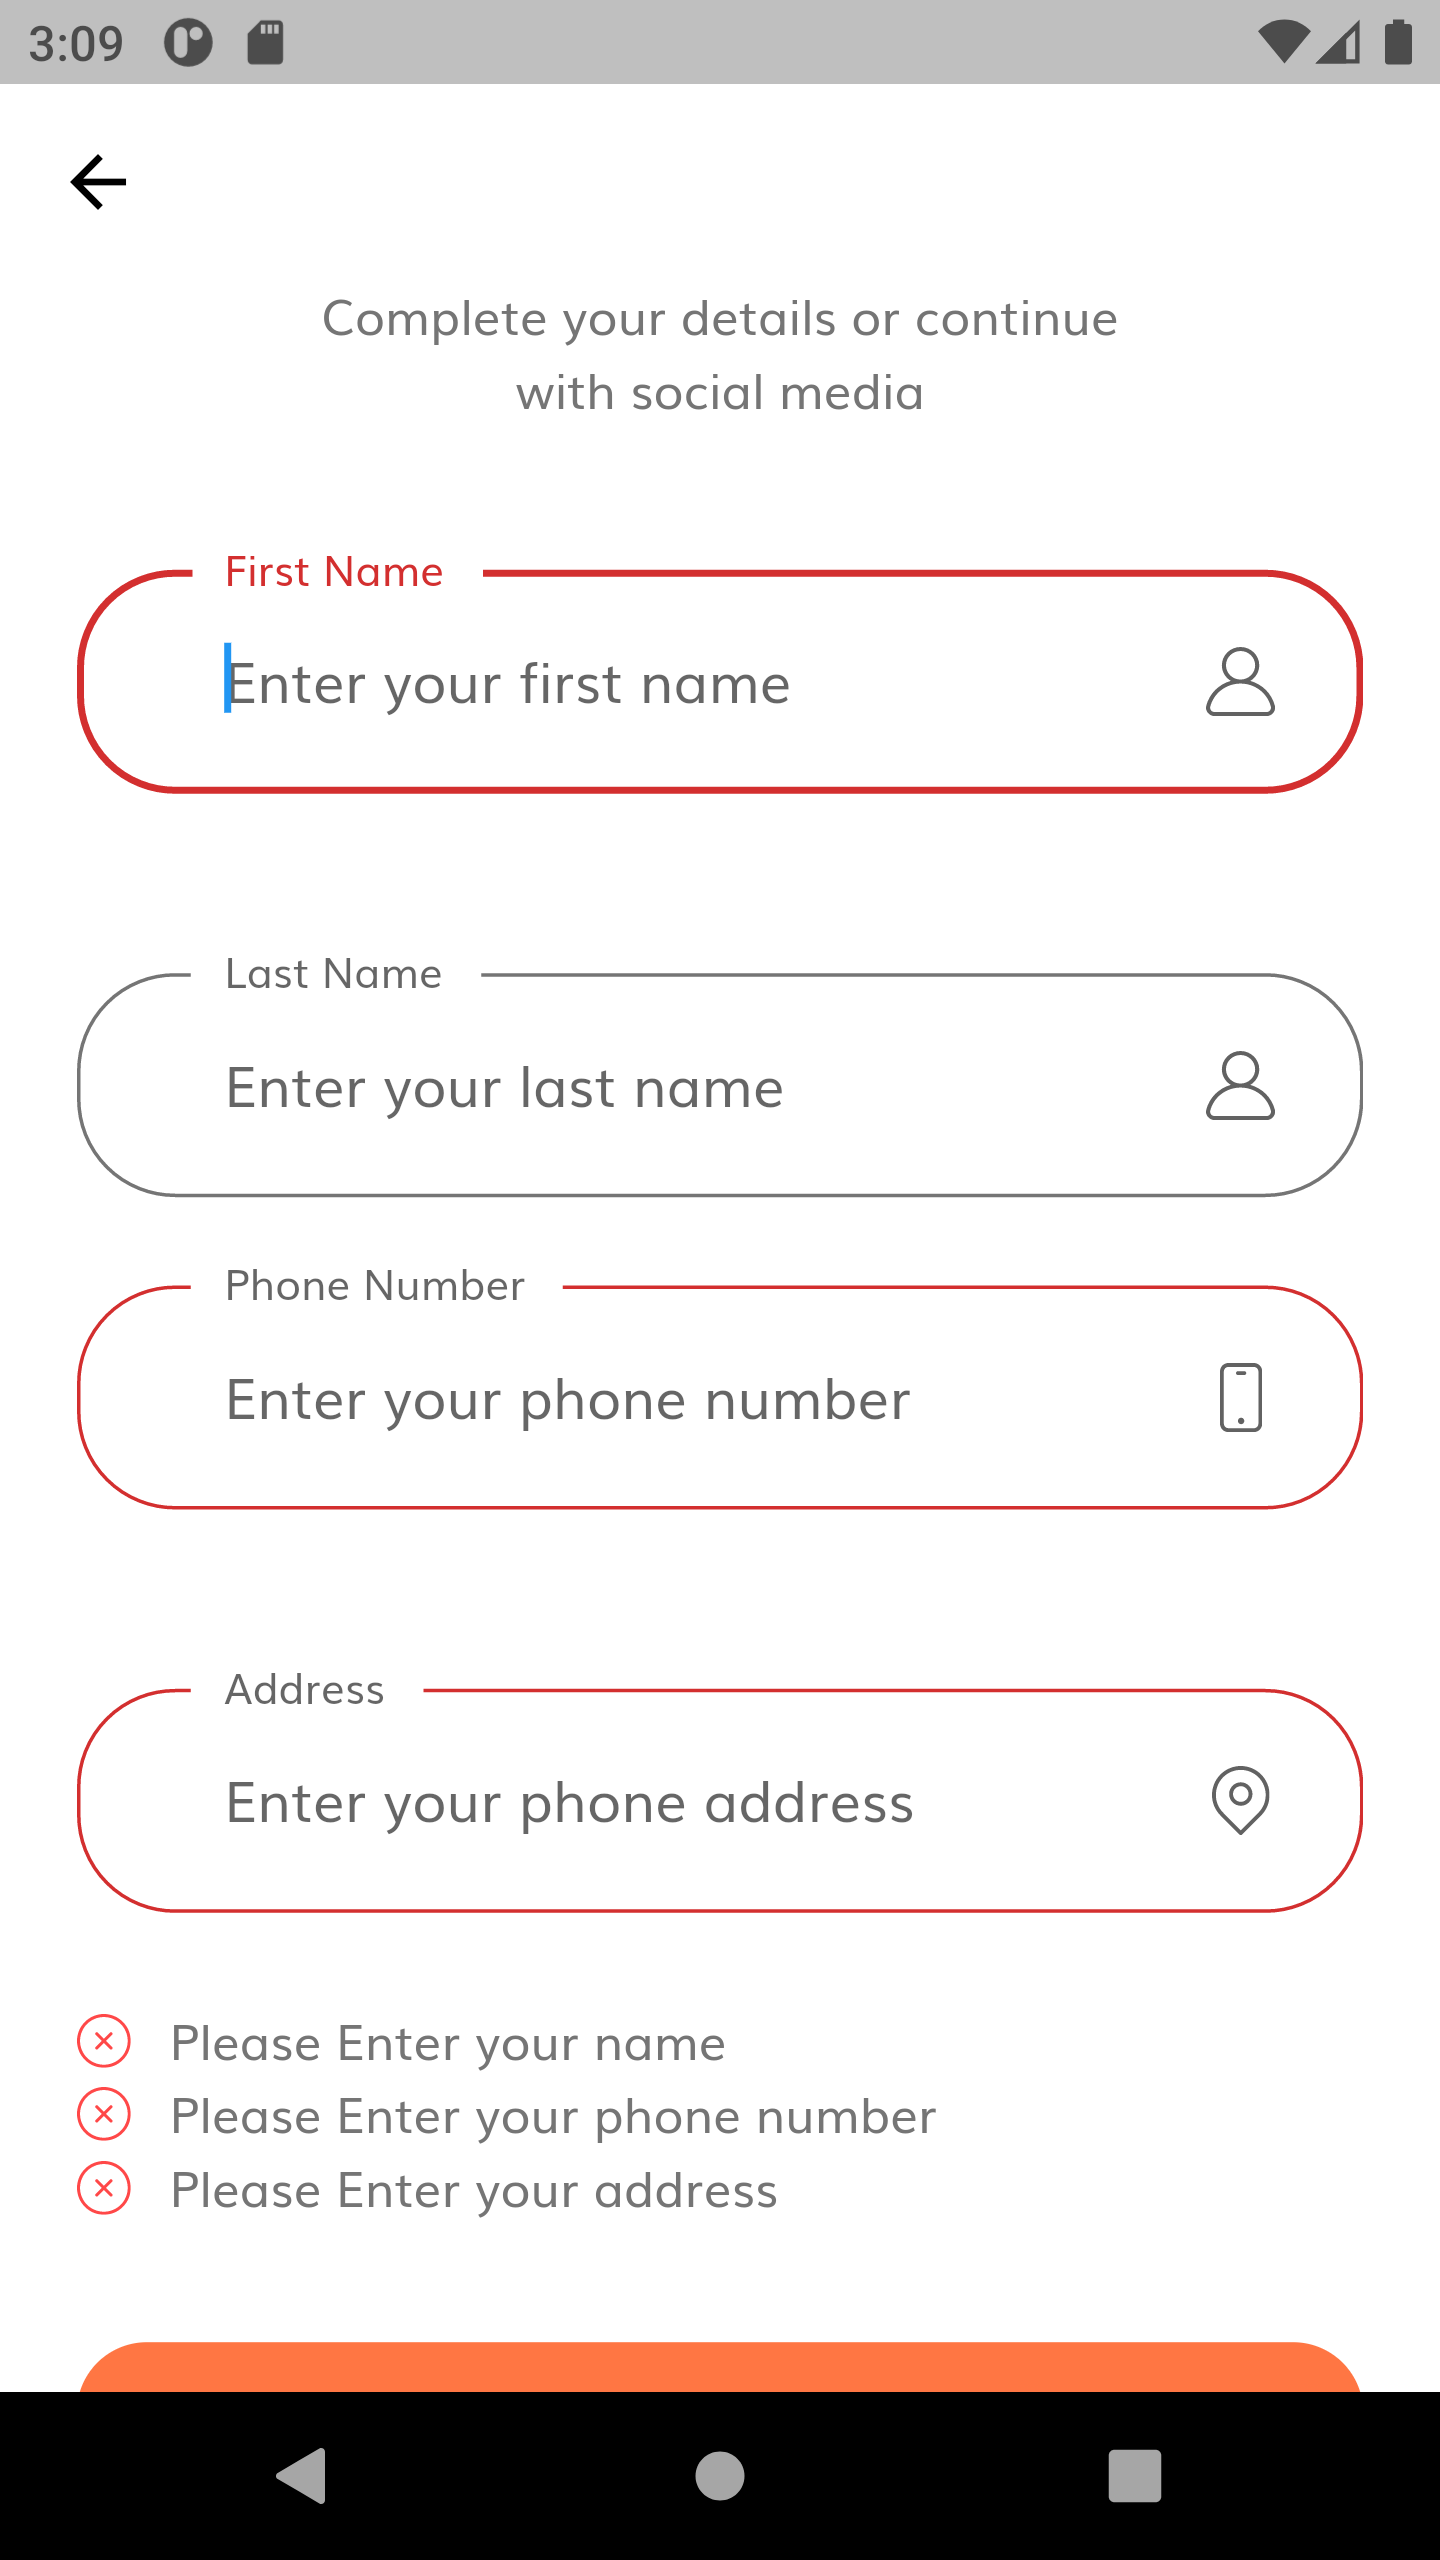 3:09
Complete your details or continue
with social media
First Name
Enter your first name
Last Name
Enter your last name
Phone Number
Enter your phone number
Address
Enter your phone address
Please Enter your name
Please Enter your phone number
Please Enter your address